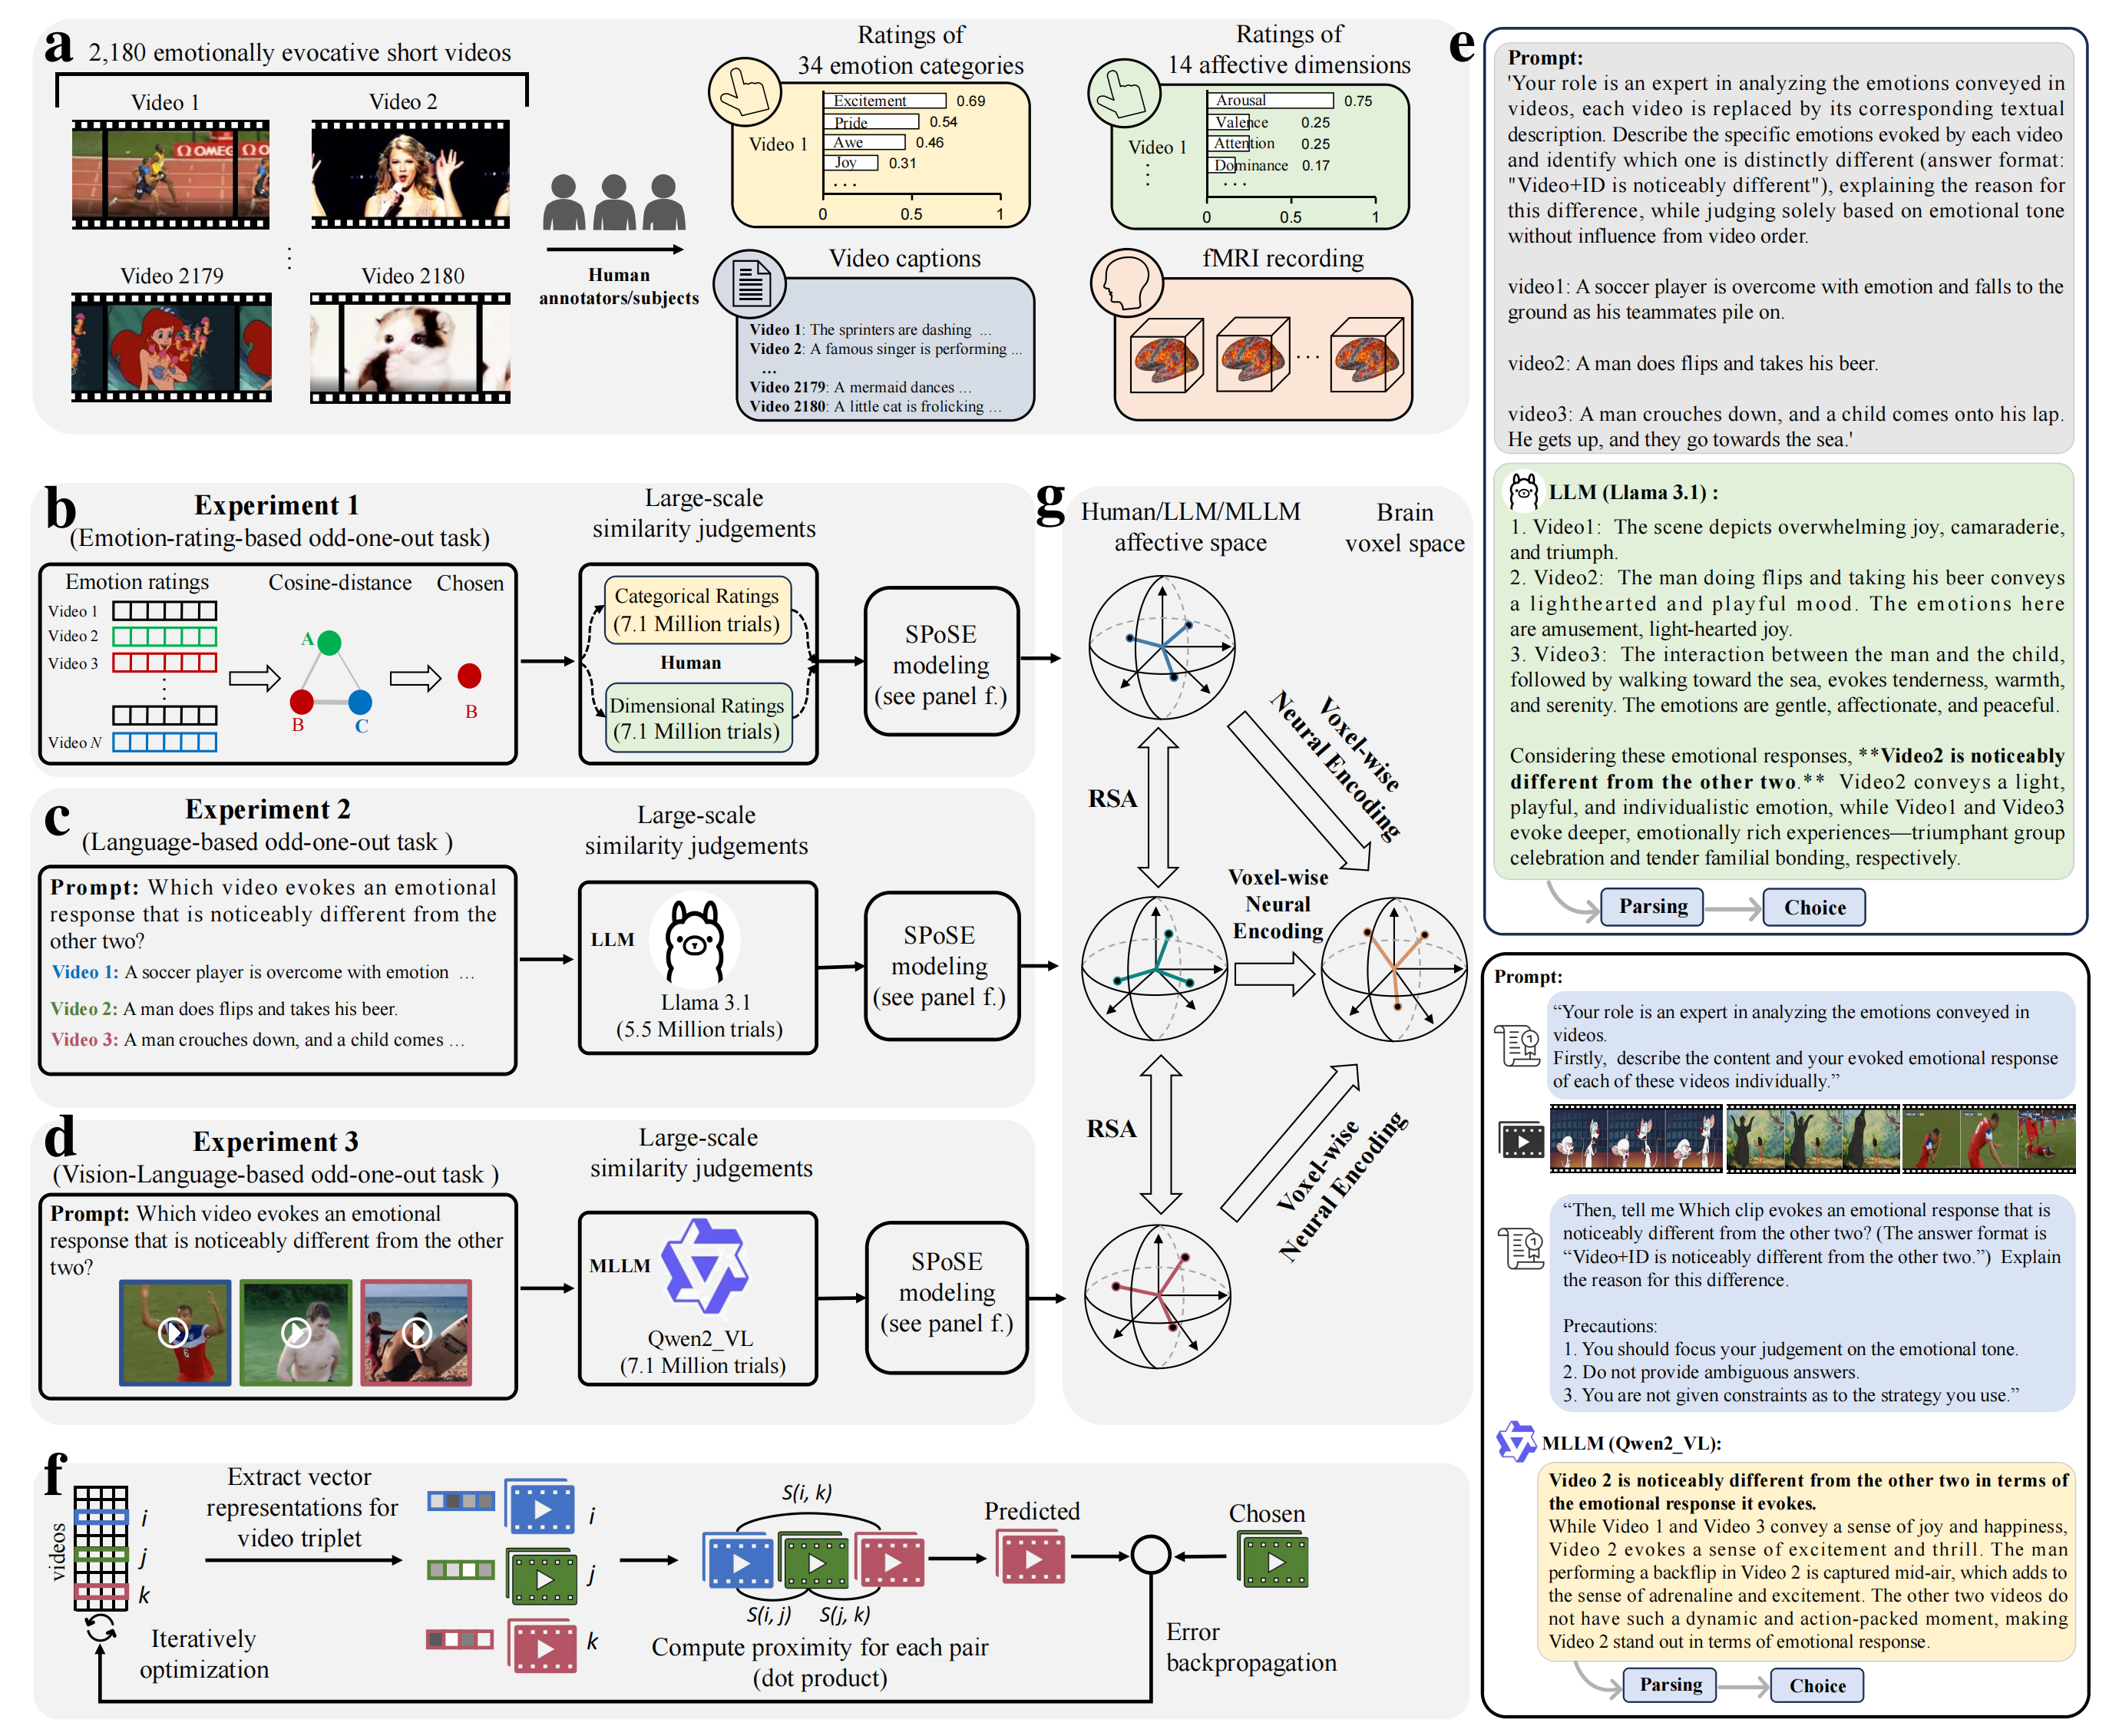 a
2,180 emotionally evocative short videos
Video 1
Video 2
OMEG
Video 2179
Video 2180
Human
annotators/subjects
Ratings of
34 emotion categories
Video 1
Excitement 0.69
Pride 0.54
Awe 0.46
Joy 0.31
...
0 0.5 1
Ratings of
14 affective dimensions
Video 1
Arousal 0.75
Valence 0.25
Attention 0.25
Dominance 0.17
...
0 0.5 1
Video captions
Video 1: The sprinters are dashing ...
Video 2: A famous singer is performing ...
...
Video 2179: A mermaid dances ...
Video 2180: A little cat is frolicking ...
fMRI recording
...
b
Experiment 1
(Emotion-rating-based odd-one-out task)
Emotion ratings
Video 1
Video 2
Video 3
Video N
Cosine-distance
A
B
C
Chosen
B
Large-scale
similarity judgements
Categorical Ratings
(7.1 Million trials)
Human
Dimensional Ratings
(7.1 Million trials)
SPoSE
modeling
(see panel f.)
c
Experiment 2
(Language-based odd-one-out task )
Prompt: Which video evokes an emotional
response that is noticeably different from the
other two?
Video 1: A soccer player is overcome with emotion ...
Video 2: A man does flips and takes his beer.
Video 3: A man crouches down, and a child comes ...
Large-scale
similarity judgements
LLM
Llama 3.1
(5.5 Million trials)
SPoSE
modeling
(see panel f.)
d
Experiment 3
(Vision-Language-based odd-one-out task )
Prompt: Which video evokes an emotional
response that is noticeably different from the other
two?
Large-scale
similarity judgements
MLLM
Qwen2_VL
(7.1 Million trials)
SPoSE
modeling
(see panel f.)
g
Human/LLM/MLLM
affective space
Brain
voxel space
RSA
Voxel-wise
Neural Encoding
Voxel-wise
Neural
Encoding
RSA
Voxel-wise
Neural Encoding
f
videos
i
j
k
Iteratively
optimization
Extract vector
representations for
video triplet
i
j
k
S(i, k)
S(i, j) S(j, k)
Compute proximity for each pair
(dot product)
Predicted
Chosen
Error
backpropagation
e
Prompt:
'Your role is an expert in analyzing the emotions conveyed in
videos, each video is replaced by its corresponding textual
description. Describe the specific emotions evoked by each video
and identify which one is distinctly different (answer format:
"Video+ID is noticeably different"), explaining the reason for
this difference, while judging solely based on emotional tone
without influence from video order.
video1: A soccer player is overcome with emotion and falls to the
ground as his teammates pile on.
video2: A man does flips and takes his beer.
video3: A man crouches down, and a child comes onto his lap.
He gets up, and they go towards the sea.'
LLM (Llama 3.1) :
1. Video1: The scene depicts overwhelming joy, camaraderie,
and triumph.
2. Video2: The man doing flips and taking his beer conveys
a lighthearted and playful mood. The emotions here
are amusement, light-hearted joy.
3. Video3: The interaction between the man and the child,
followed by walking toward the sea, evokes tenderness, warmth,
and serenity. The emotions are gentle, affectionate, and peaceful.
Considering these emotional responses, **Video2 is noticeably
different from the other two.** Video2 conveys a light,
playful, and individualistic emotion, while Video1 and Video3
evoke deeper, emotionally rich experiences—triumphant group
celebration and tender familial bonding, respectively.
Parsing
Choice
Prompt:
“Your role is an expert in analyzing the emotions conveyed in
videos.
Firstly, describe the content and your evoked emotional response
of each of these videos individually.”
“Then, tell me Which clip evokes an emotional response that is
noticeably different from the other two? (The answer format is
“Video+ID is noticeably different from the other two.”) Explain
the reason for this difference.
Precautions:
1. You should focus your judgement on the emotional tone.
2. Do not provide ambiguous answers.
3. You are not given constraints as to the strategy you use.”
MLLM (Qwen2_VL):
Video 2 is noticeably different from the other two in terms of
the emotional response it evokes.
While Video 1 and Video 3 convey a sense of joy and happiness,
Video 2 evokes a sense of excitement and thrill. The man
performing a backflip in Video 2 is captured mid-air, which adds to
the sense of adrenaline and excitement. The other two videos do
not have such a dynamic and action-packed moment, making
Video 2 stand out in terms of emotional response.
Parsing
Choice